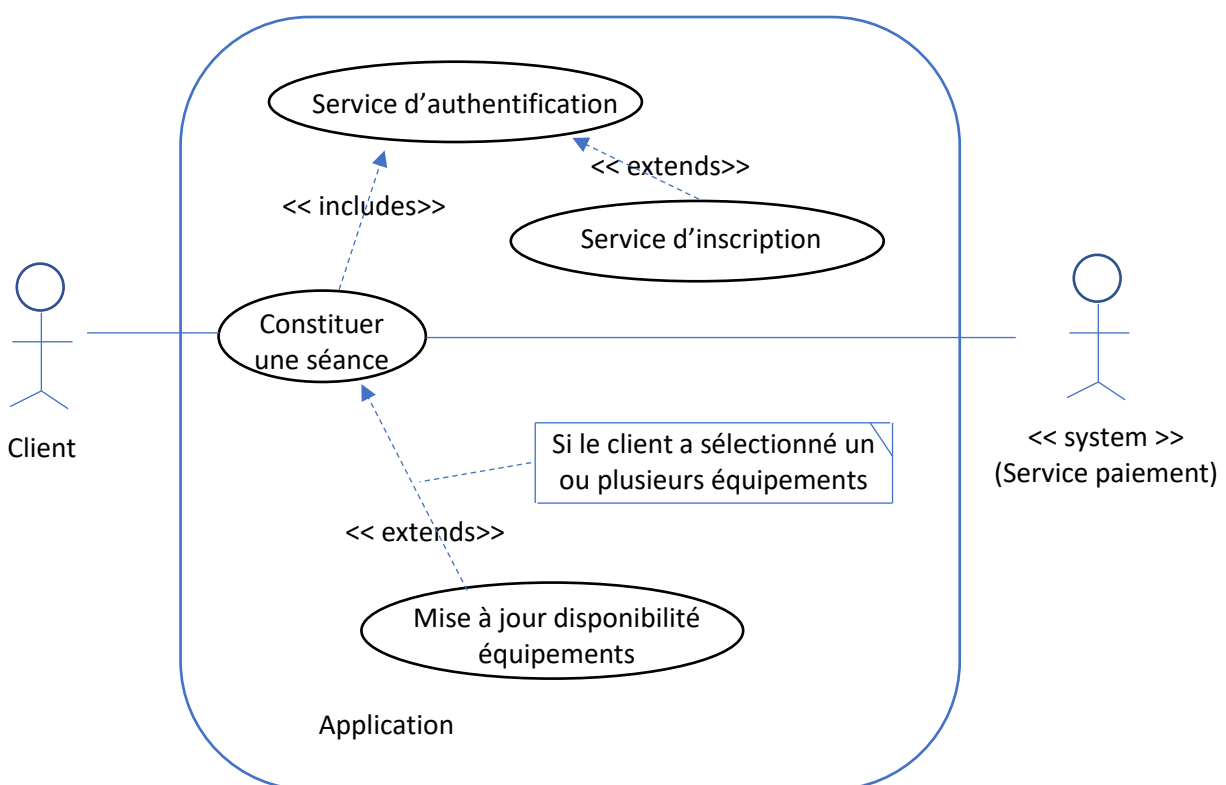 Service d’authentification
<< extends>>
<< includes>>
Service d’inscription
Constituer
une séance
Client
Si le client a sélectionné un
ou plusieurs équipements
<< system >>
(Service paiement)
<< extends>>
Mise à jour disponibilité
équipements
Application